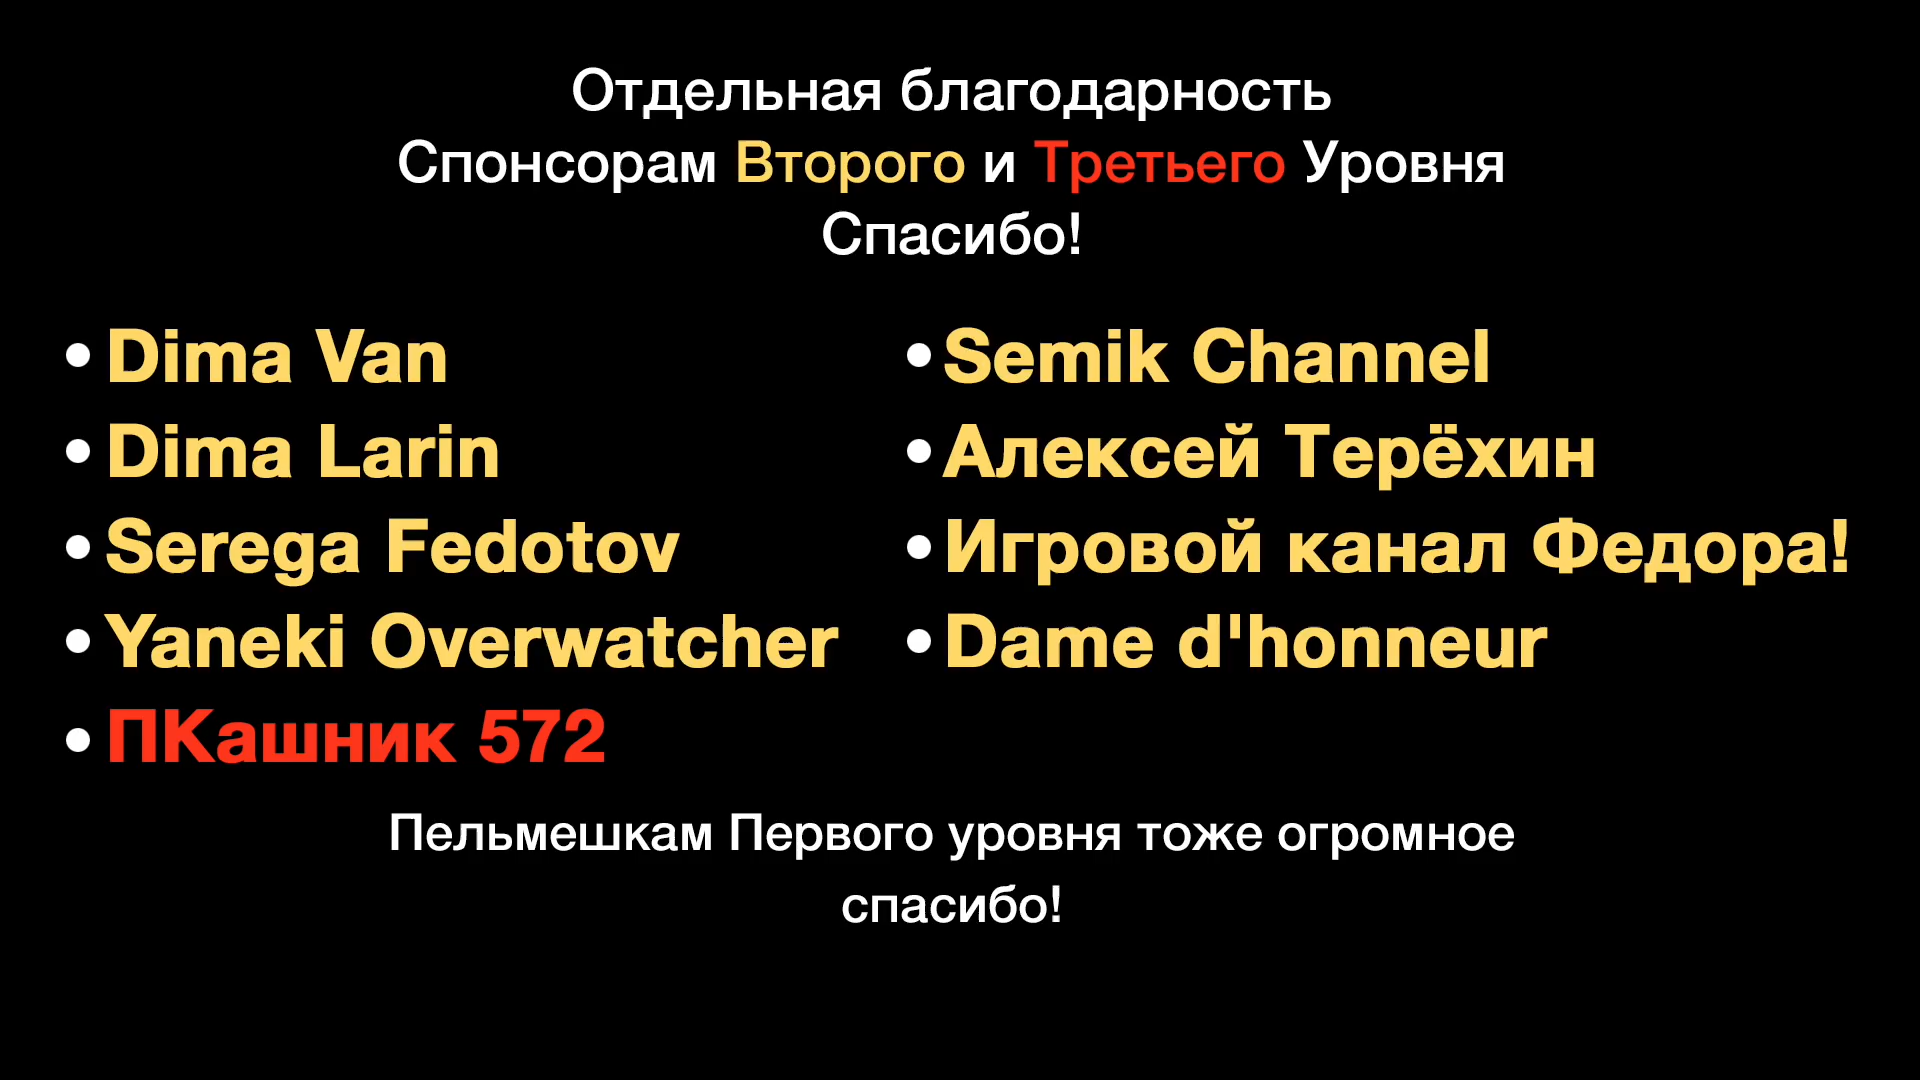 Отдельная благодарность
Спонсорам Второго и Третьего Уровня
Спасибо!
• Dima Van
• Dima Larin
• Serega Fedotov
• Yaneki Overwatcher
• ПКашник 572
• Semik Channel
• Алексей Терёхин
• Игровой канал Федора!
• Dame d'honneur
Пельмешкам Первого уровня тоже огромное
спасибо!